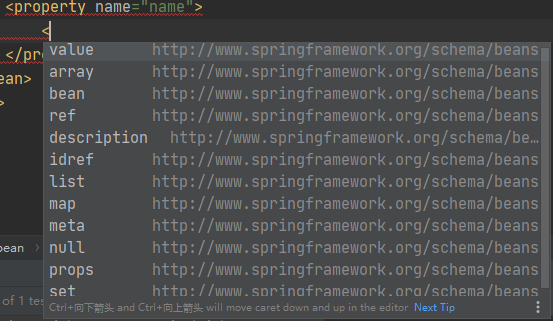 <property name="name">
<
value http://www.springframework.org/schema/beans
</pro
array http://www.springframework.org/schema/beans
ean>
bean http://www.springframework.org/schema/beans
>
ref http://www.springframework.org/schema/beans
description http://www.springframework.org/schema/be…
idref http://www.springframework.org/schema/beans
list http://www.springframework.org/schema/beans
map http://www.springframework.org/schema/beans
meta http://www.springframework.org/schema/beans
ean ›
null http://www.springframework.org/schema/beans
props http://www.springframework.org/schema/beans
set http://www.springframework.org/schema/beans
of 1 tes
Ctrl+向下箭头 and Ctrl+向上箭头 will move caret down and up in the editor Next Tip